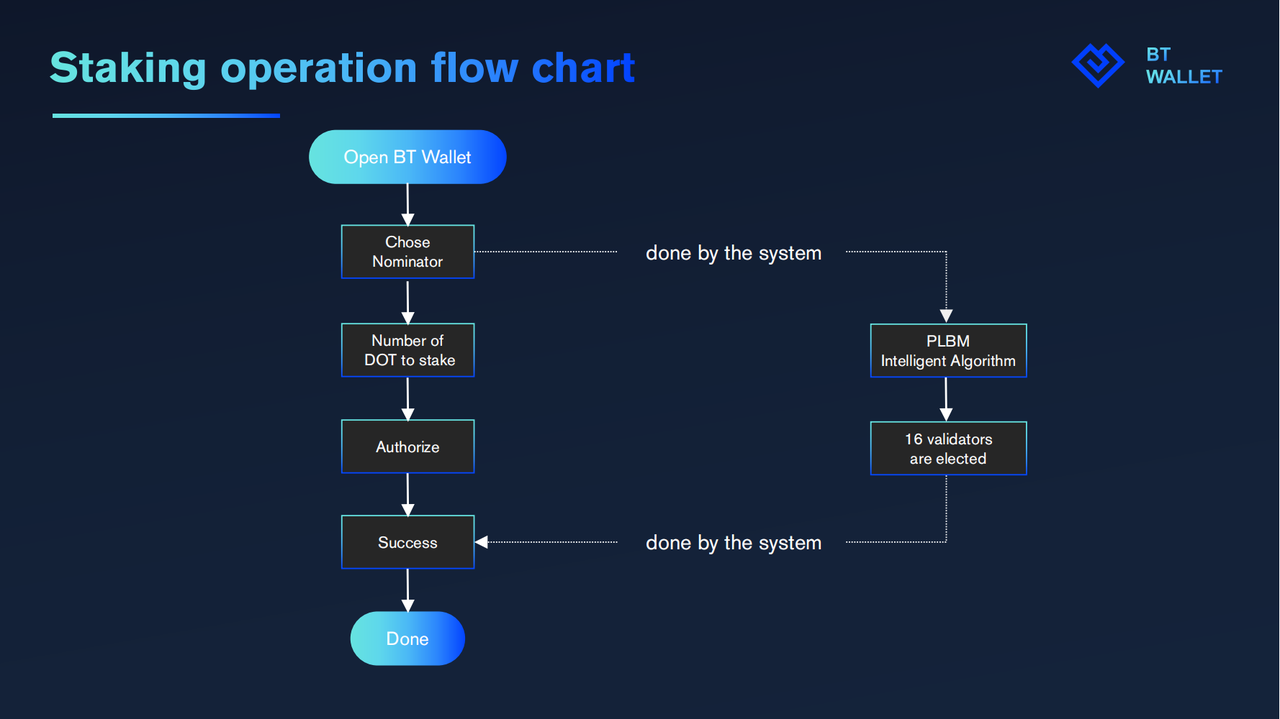 Staking operation flow chart
BT
WALLET
Open BT Wallet
Chose
Nominator
done by the system
Number of
DOT to stake
PLBM
Intelligent Algorithm
Authorize
16 validators
are elected
Success
done by the system
Done